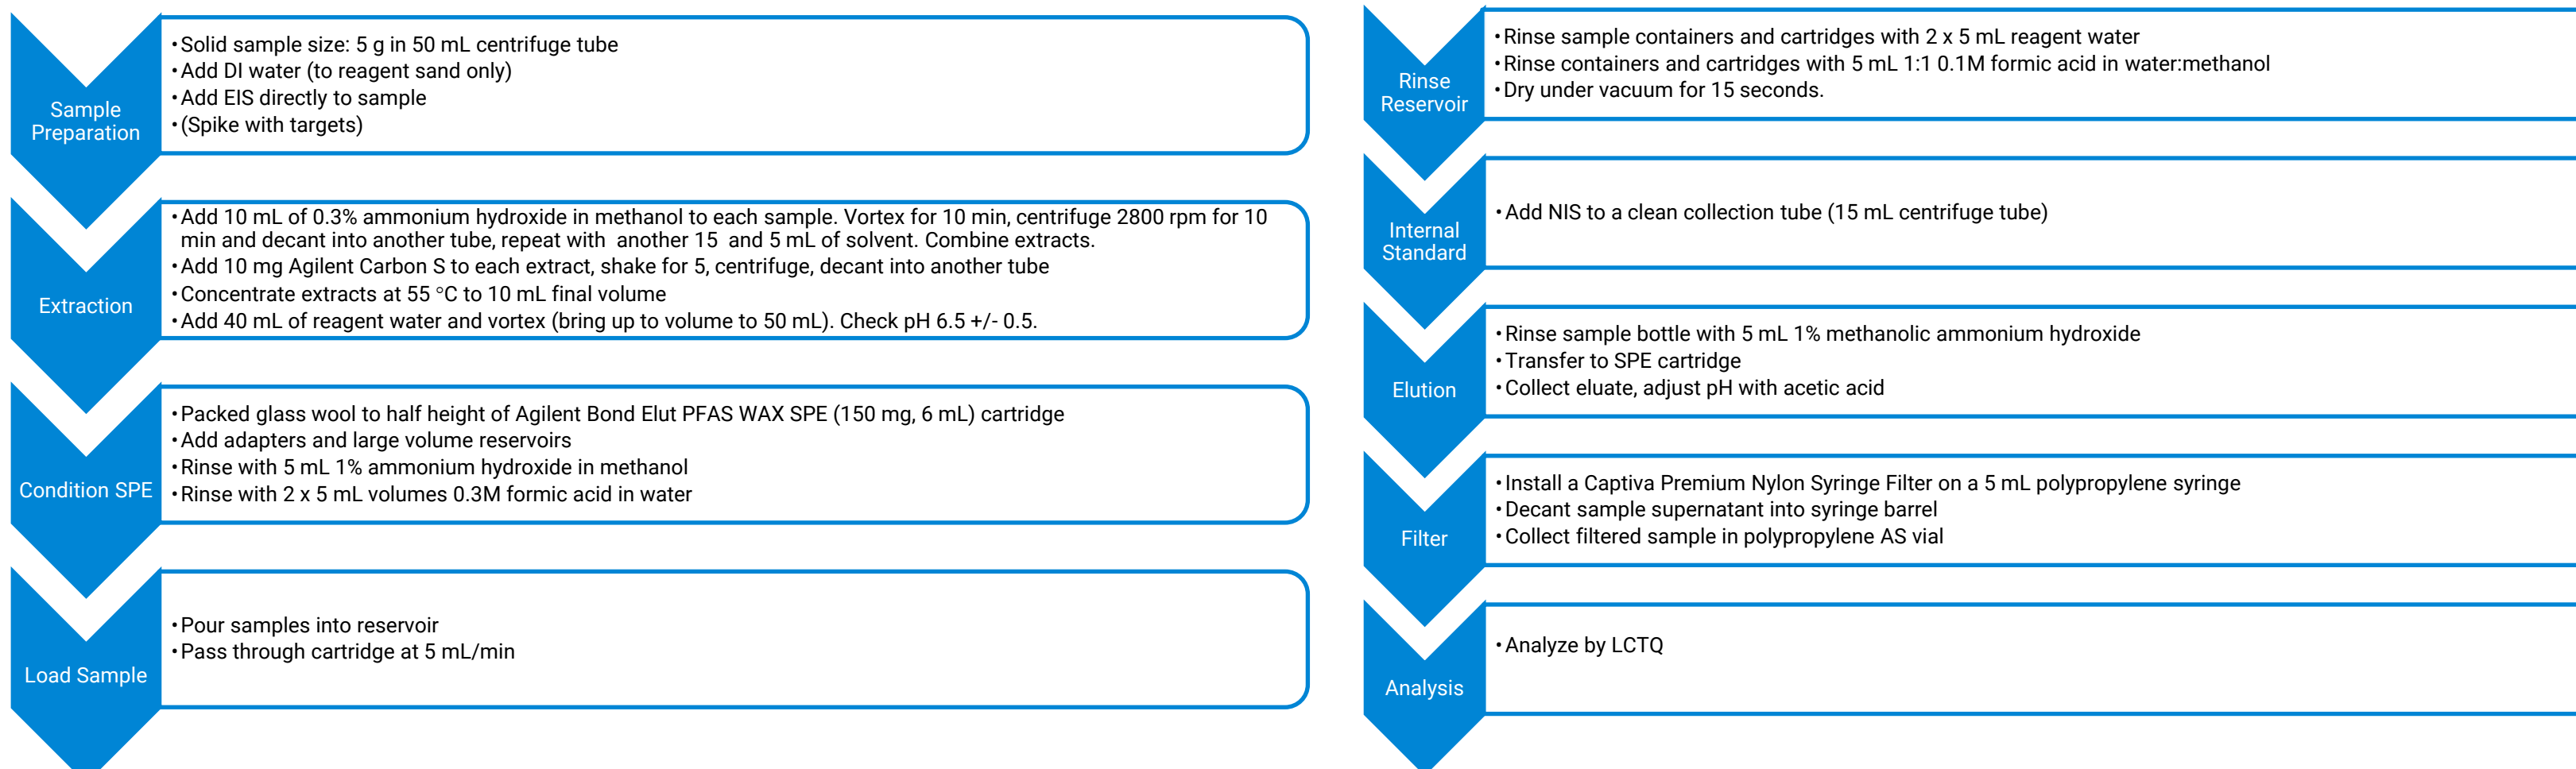 Sample
Preparation
•Solid sample size: 5 g in 50 mL centrifuge tube
•Add DI water (to reagent sand only)
•Add EIS directly to sample
•(Spike with targets)
Extraction
•Add 10 mL of 0.3% ammonium hydroxide in methanol to each sample. Vortex for 10 min, centrifuge 2800 rpm for 10
min and decant into another tube, repeat with another 15 and 5 mL of solvent. Combine extracts.
•Add 10 mg Agilent Carbon S to each extract, shake for 5, centrifuge, decant into another tube
•Concentrate extracts at 55 °C to 10 mL final volume
•Add 40 mL of reagent water and vortex (bring up to volume to 50 mL). Check pH 6.5 +/- 0.5.
Condition SPE
•Packed glass wool to half height of Agilent Bond Elut PFAS WAX SPE (150 mg, 6 mL) cartridge
•Add adapters and large volume reservoirs
•Rinse with 5 mL 1% ammonium hydroxide in methanol
•Rinse with 2 x 5 mL volumes 0.3M formic acid in water
Load Sample
•Pour samples into reservoir
•Pass through cartridge at 5 mL/min
Rinse
Reservoir
•Rinse sample containers and cartridges with 2 x 5 mL reagent water
•Rinse containers and cartridges with 5 mL 1:1 0.1M formic acid in water:methanol
•Dry under vacuum for 15 seconds.
Internal
Standard
•Add NIS to a clean collection tube (15 mL centrifuge tube)
Elution
•Rinse sample bottle with 5 mL 1% methanolic ammonium hydroxide
•Transfer to SPE cartridge
•Collect eluate, adjust pH with acetic acid
Filter
•Install a Captiva Premium Nylon Syringe Filter on a 5 mL polypropylene syringe
•Decant sample supernatant into syringe barrel
•Collect filtered sample in polypropylene AS vial
Analysis
•Analyze by LCTQ